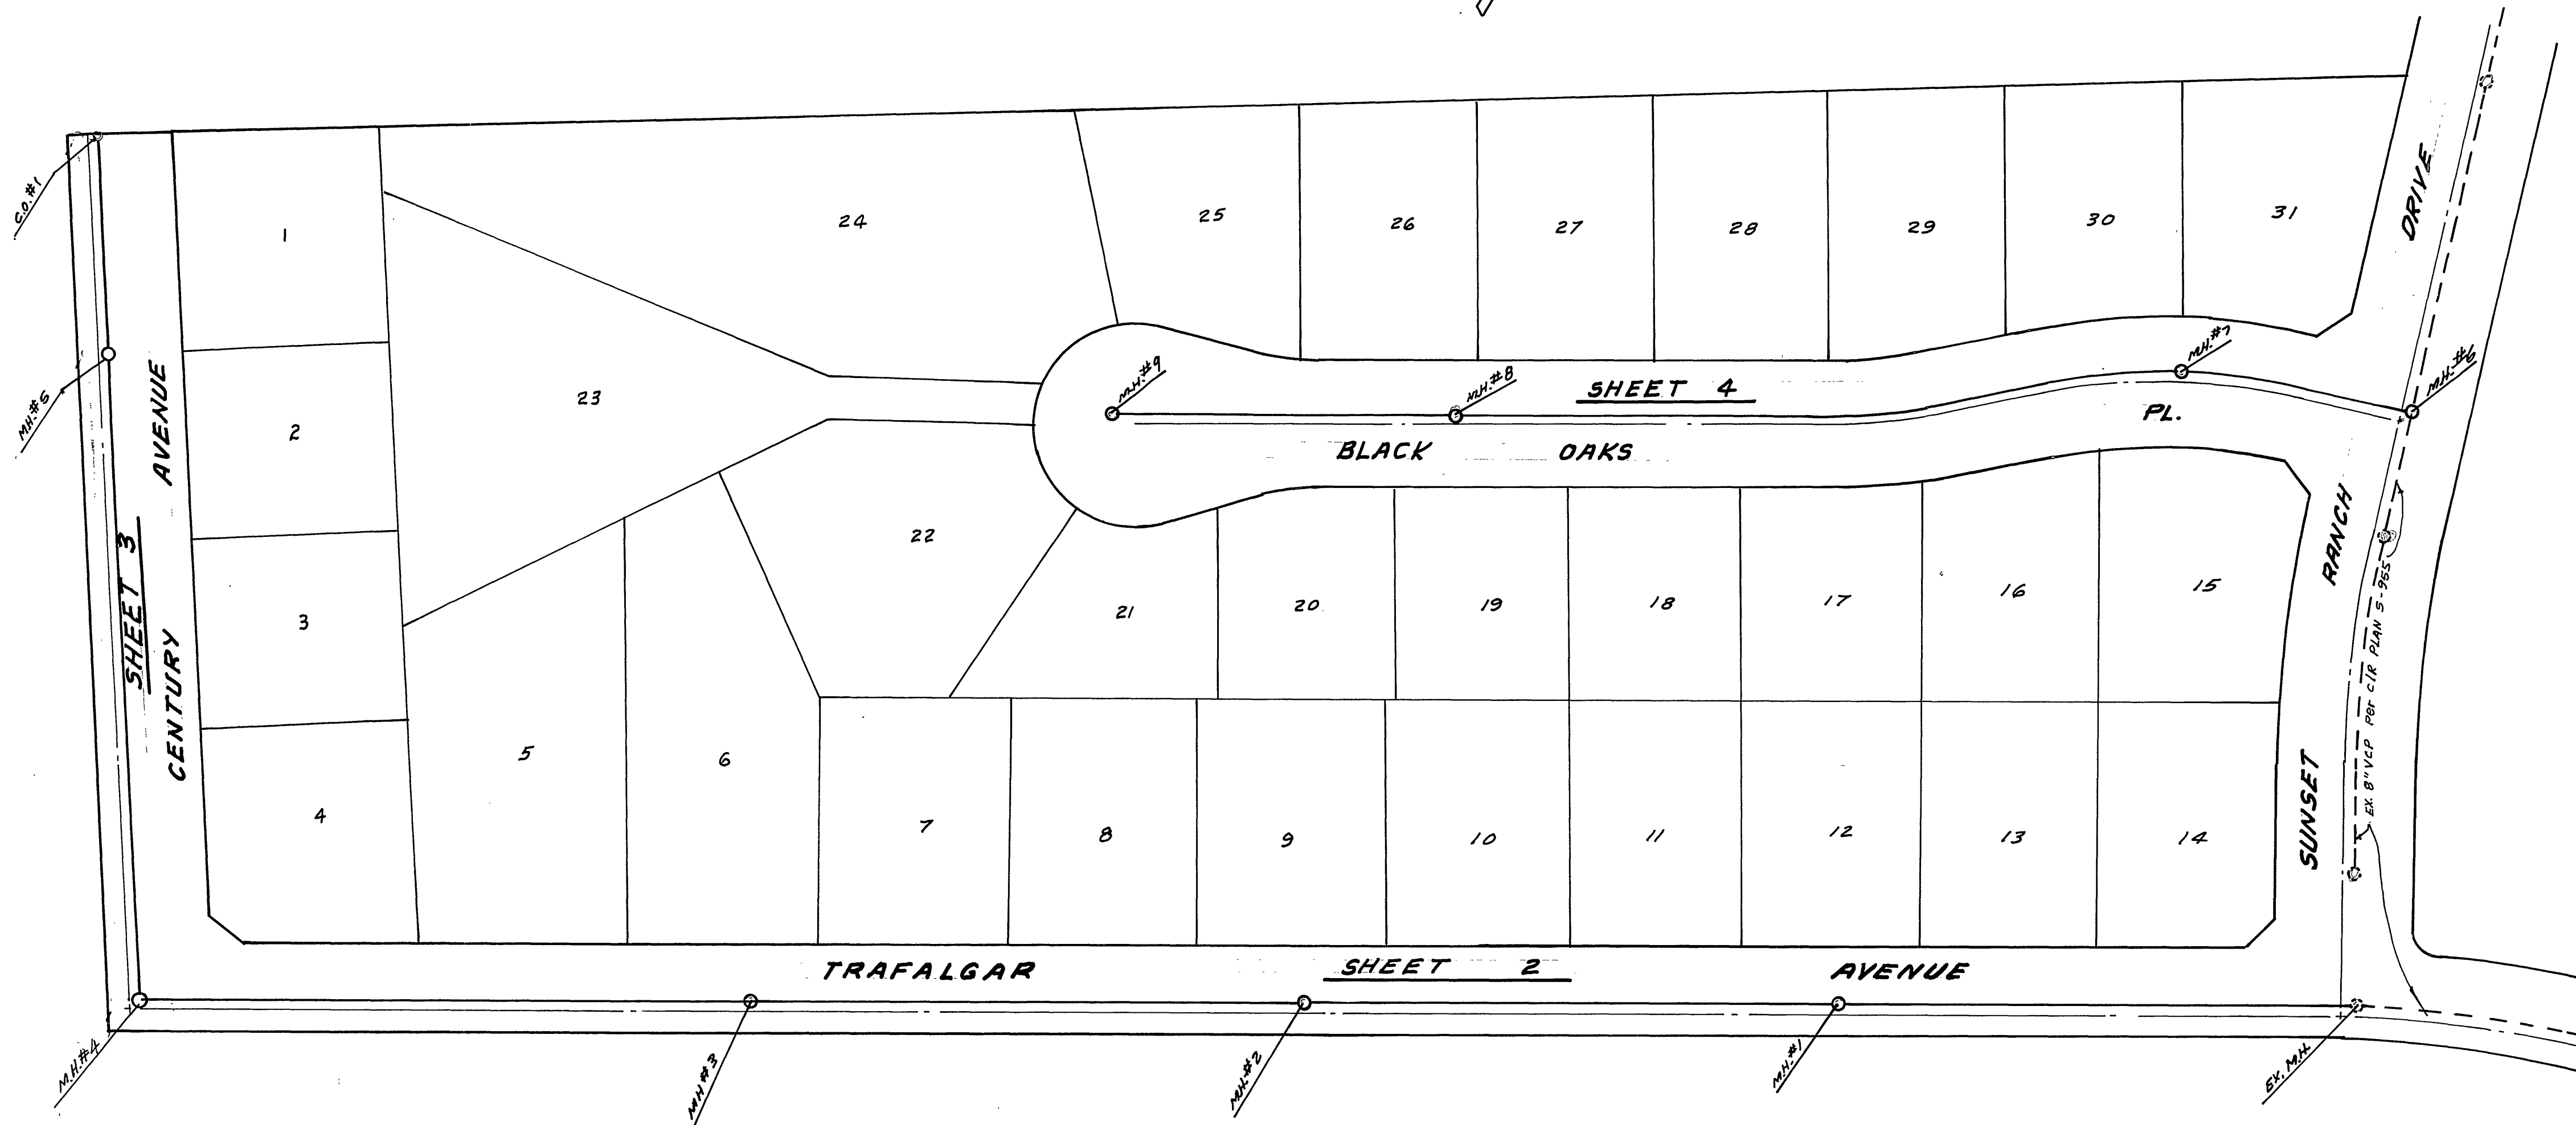 C.O.#1
M.H.#5
AVENUE
SHEET 3
CENTURY
1
2
3
4
24
23
25
26
27
28
29
30
31
DRIVE
M.H.#9
M.H.#8
SHEET 4
M.H.#7
M.H.#6
PL.
BLACK OAKS
22
21
20
19
18
17
16
15
RANCH
EX. 8" VCP per C/R PLAN S-955
SUNSET
5
6
7
8
9
10
11
12
13
14
TRAFALGAR
SHEET 2
AVENUE
M.H.#4
M.H #3
M.H.#2
M.H.#1
EX. M.H.